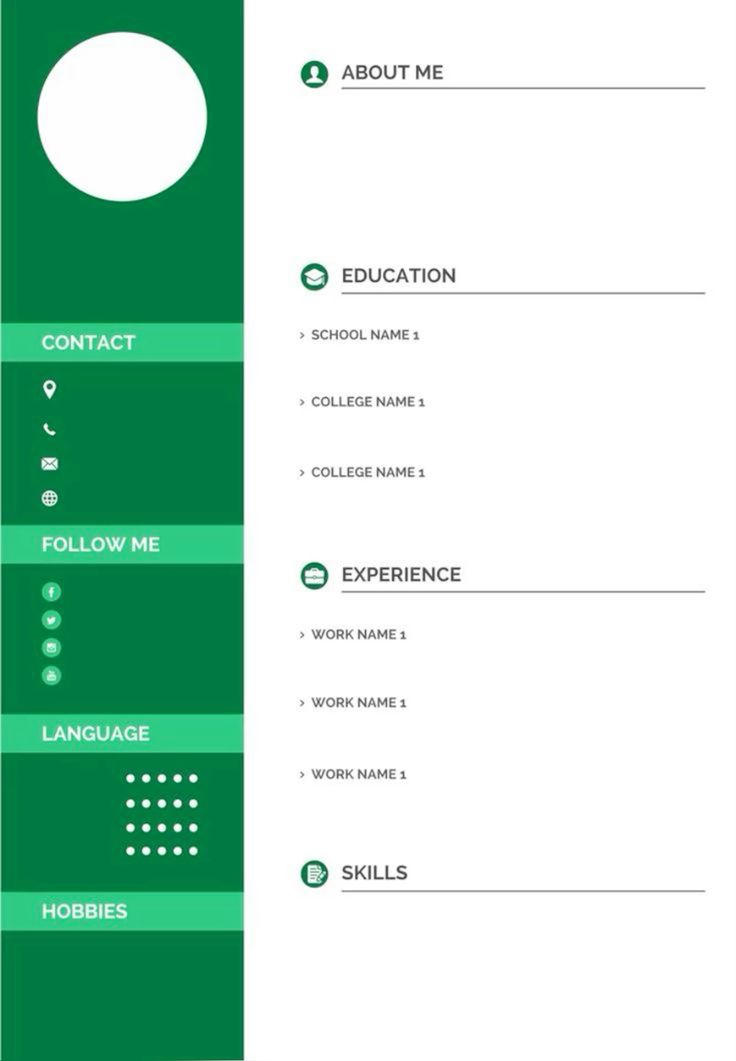 CONTACT
FOLLOW ME
LANGUAGE
HOBBIES
ABOUT ME
EDUCATION
› SCHOOL NAME 1
› COLLEGE NAME 1
› COLLEGE NAME 1
EXPERIENCE
› WORK NAME 1
› WORK NAME 1
› WORK NAME 1
SKILLS